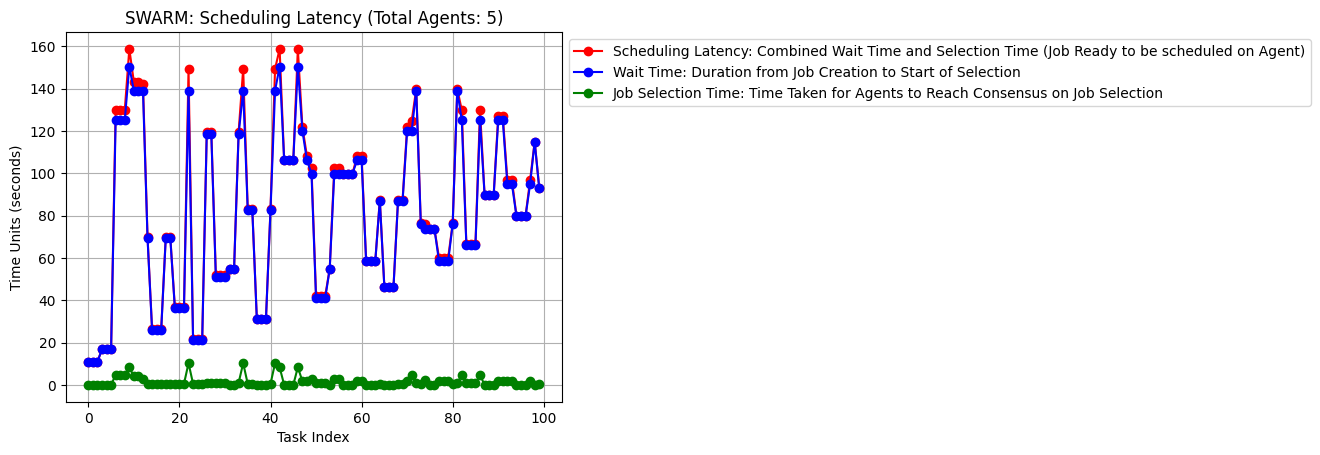 SWARM: Scheduling Latency (Total Agents: 5)
Scheduling Latency: Combined Wait Time and Selection Time (Job Ready to be scheduled on Agent)
Wait Time: Duration from Job Creation to Start of Selection
Job Selection Time: Time Taken for Agents to Reach Consensus on Job Selection
Time Units (seconds)
160
140
120
100
80
60
40
20
0
0 20 40 60 80 100
Task Index